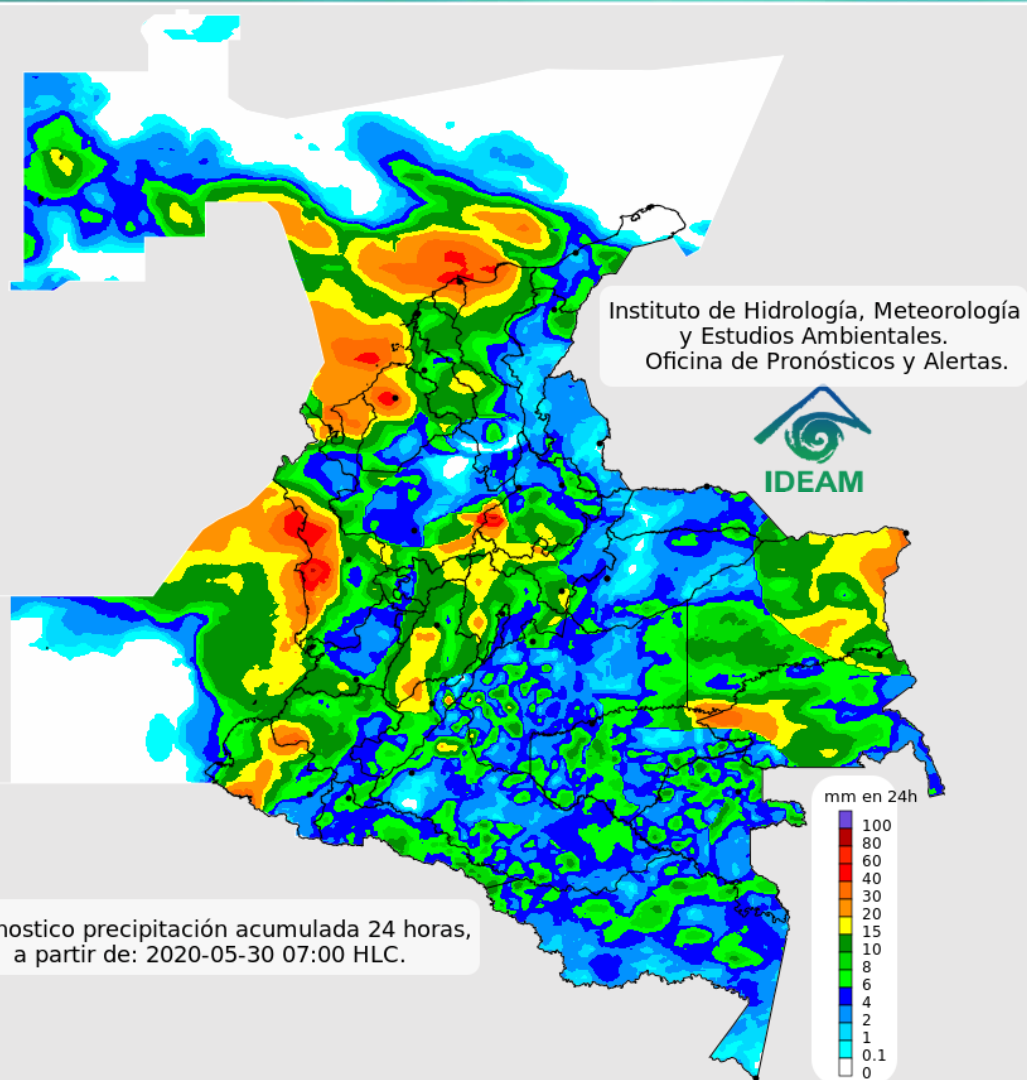 Instituto de Hidrología, Meteorología
y Estudios Ambientales.
Oficina de Pronósticos y Alertas.
IDEAM
mm en 24h
100
80
60
40
30
20
15
10
8
6
4
2
1
0.1
0
nostico precipitación acumulada 24 horas,
a partir de: 2020-05-30 07:00 HLC.